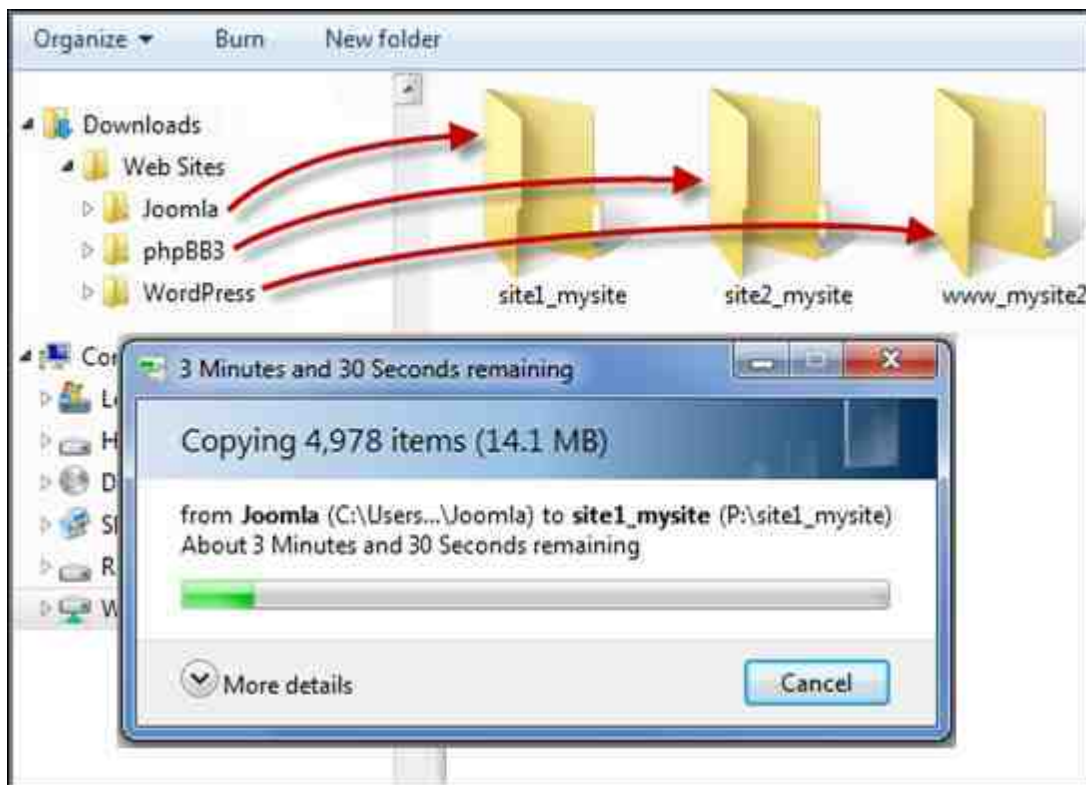 Organize Burn New folder
Downloads
Web Sites
Joomla
phpBB3
WordPress
site1_mysite site2_mysite www_mysite2
3 Minutes and 30 Seconds remaining
Copying 4,978 items (14.1 MB)
from Joomla (C:\Users...\Joomla) to site1_mysite (P:\site1_mysite)
About 3 Minutes and 30 Seconds remaining
More details Cancel